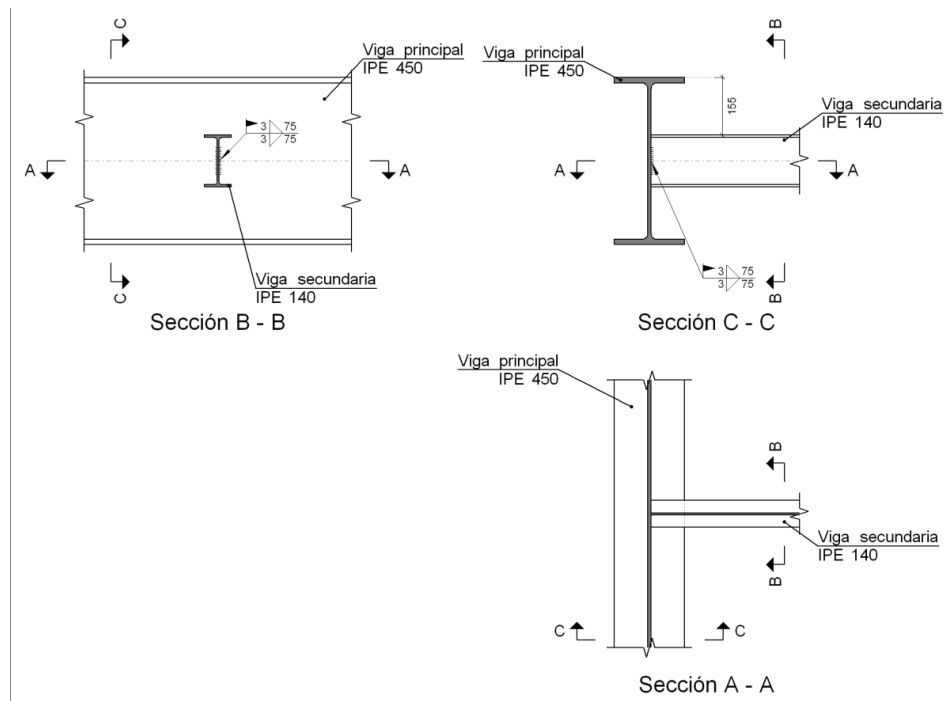 C
Viga principal
IPE 450
3 75
3 75
A
A
Viga secundaria
IPE 140
C
Sección B - B
Viga principal
IPE 450
B
155
Viga secundaria
IPE 140
A
A
3 75
3 75
B
Sección C - C
Viga principal
IPE 450
B
Viga secundaria
IPE 140
B
C
C
Sección A - A